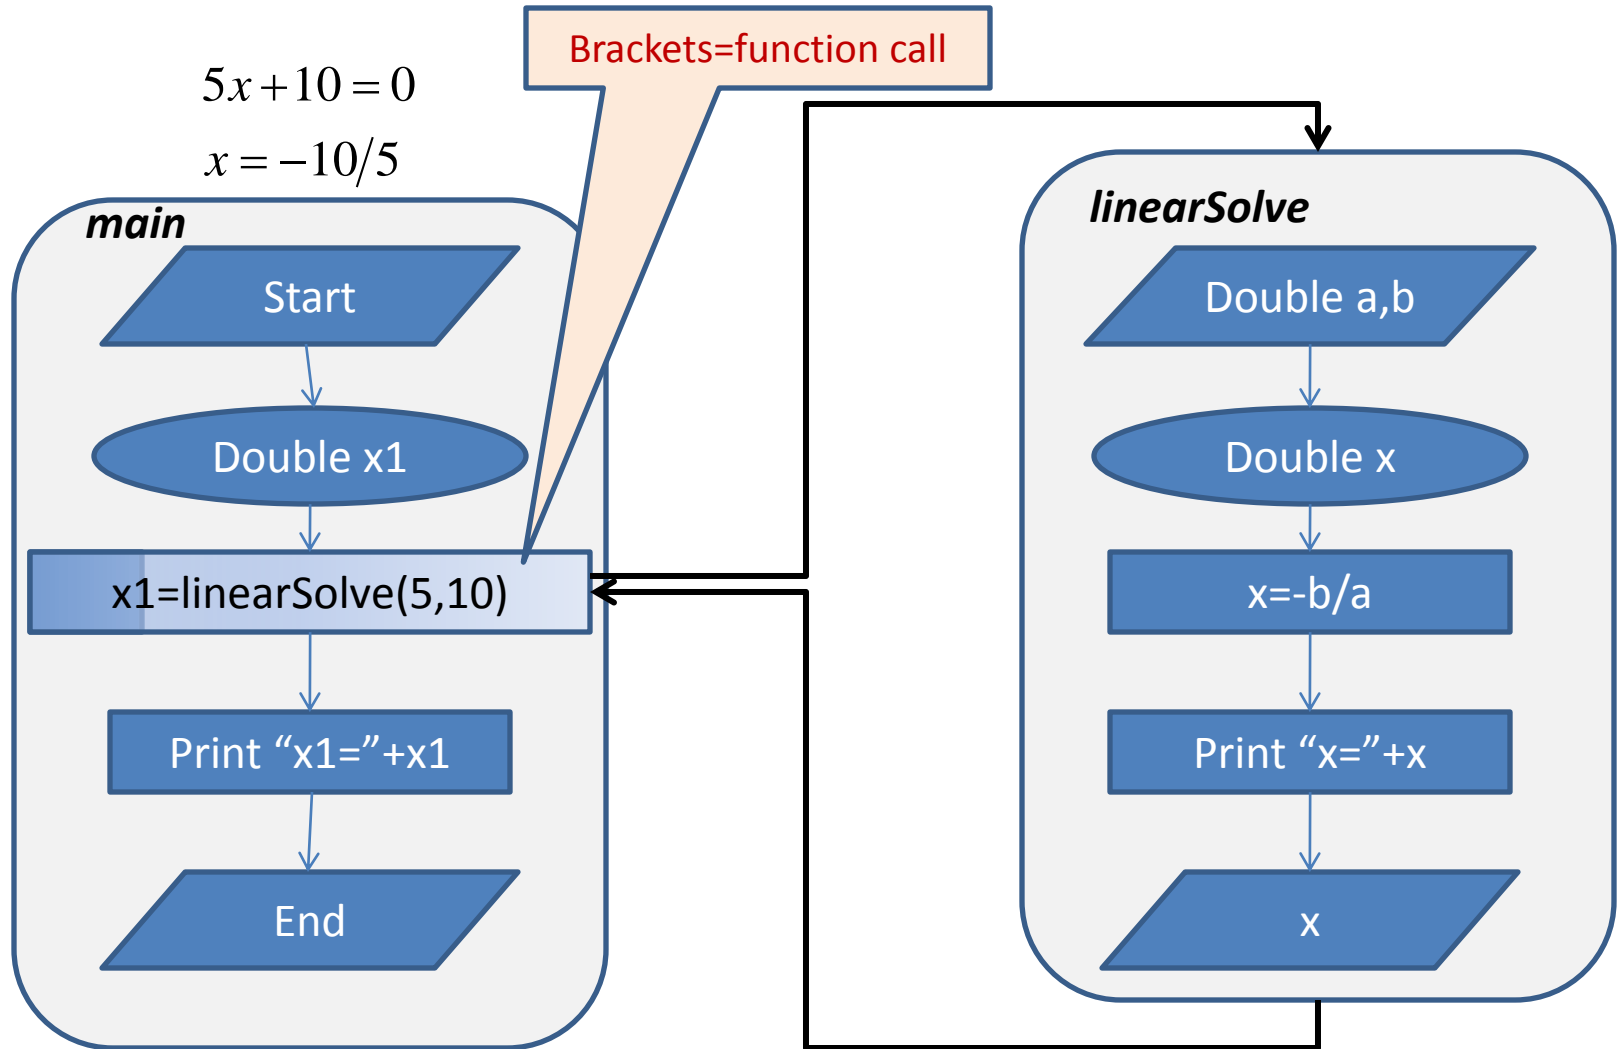 Brackets=function call
5x+10=0
x=−10/5
main
Start
Double x1
x1=linearSolve(5,10)
Print “x1=”+x1
End
linearSolve
Double a,b
Double x
x=-b/a
Print “x=”+x
x